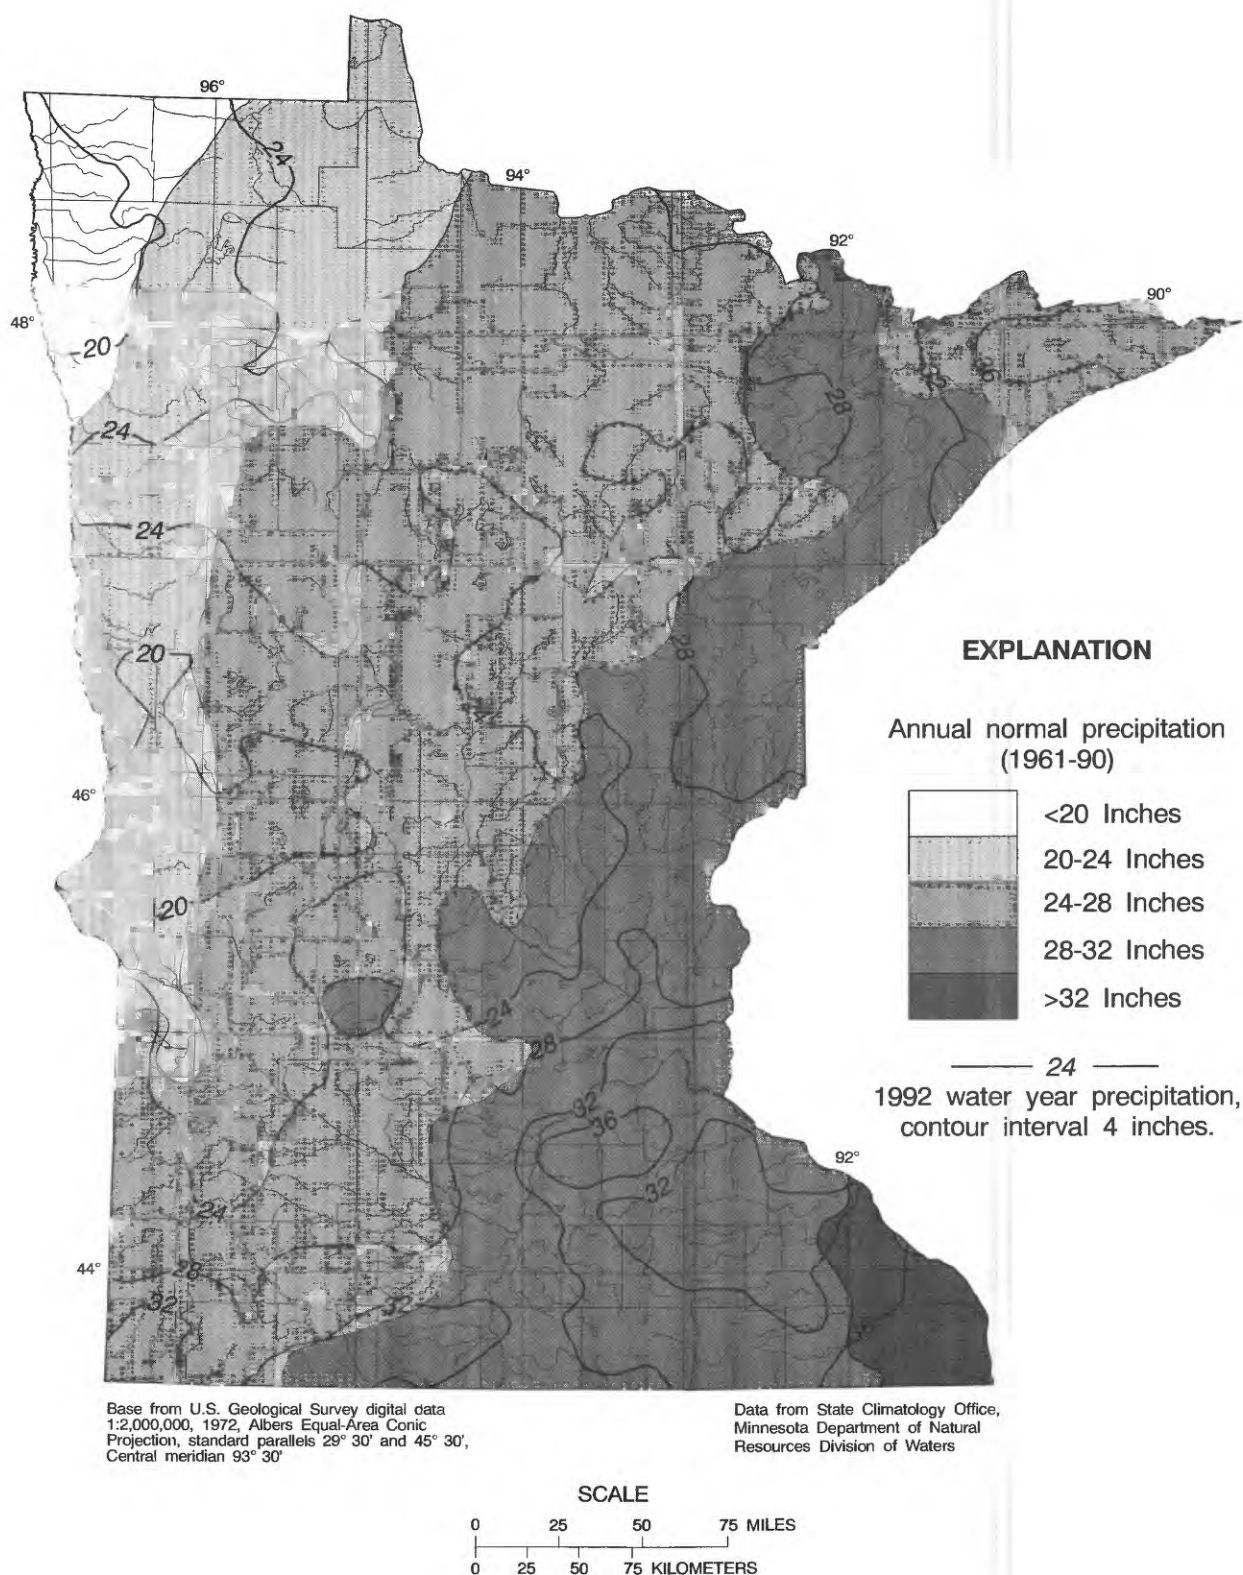 96°
24
94°
92°
90°
48°
20
28
24
24
20
28
24
46°
20
24
28
32
36
92°
32
24
28
44°
32
32
EXPLANATION
Annual normal precipitation
(1961-90)
<20 Inches
20-24 Inches
24-28 Inches
28-32 Inches
>32 Inches
24
1992 water year precipitation,
contour interval 4 inches.
Base from U.S. Geological Survey digital data
1:2,000,000, 1972, Albers Equal-Area Conic
Projection, standard parallels 29° 30' and 45° 30',
Central meridian 93° 30'
Data from State Climatology Office,
Minnesota Department of Natural
Resources Division of Waters
SCALE
0 25 50 75 MILES
0 25 50 75 KILOMETERS